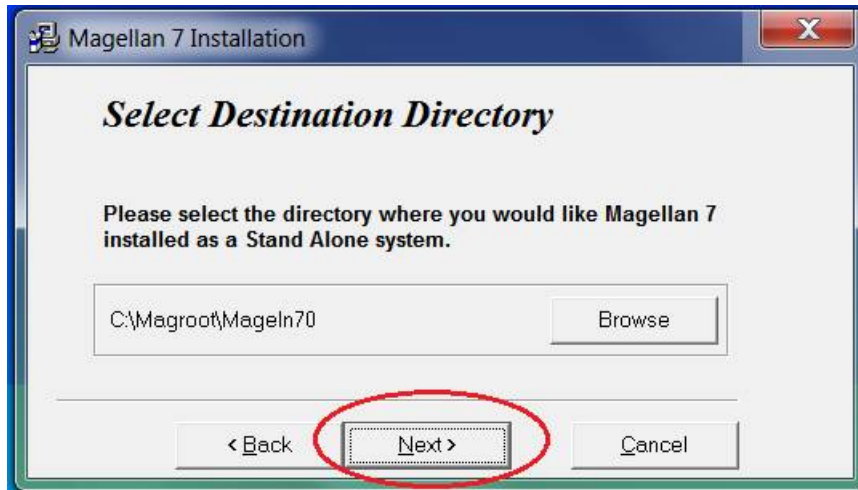 Magellan 7 Installation
Select Destination Directory
Please select the directory where you would like Magellan 7
installed as a Stand Alone system.
C:\Magroot\Mageln70
Browse
< Back
Next >
Cancel